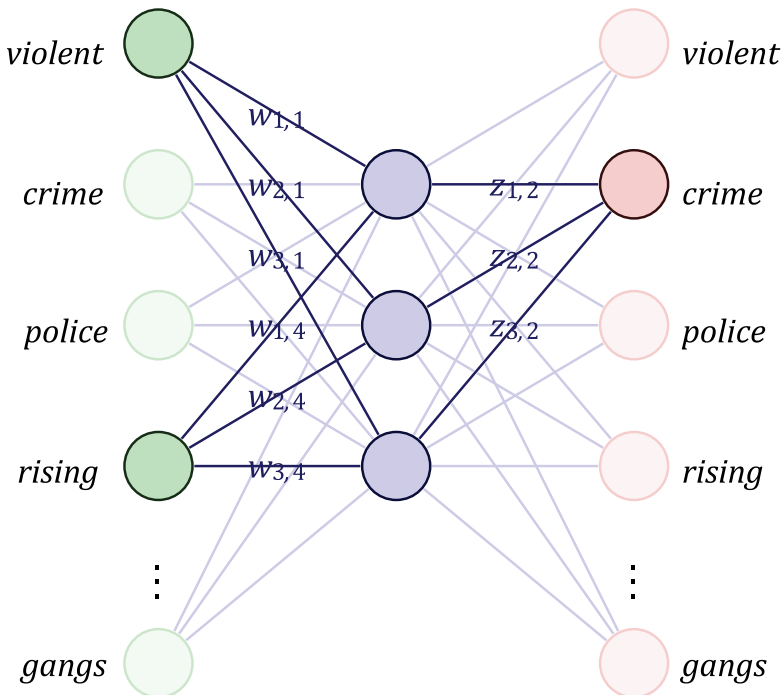 violent
violent
w1,1
crime
w2,1
z1,2
crime
w3,1
z2,2
police
w1,4
z3,2
police
w2,4
rising
w3,4
rising
⋮
⋮
gangs
gangs